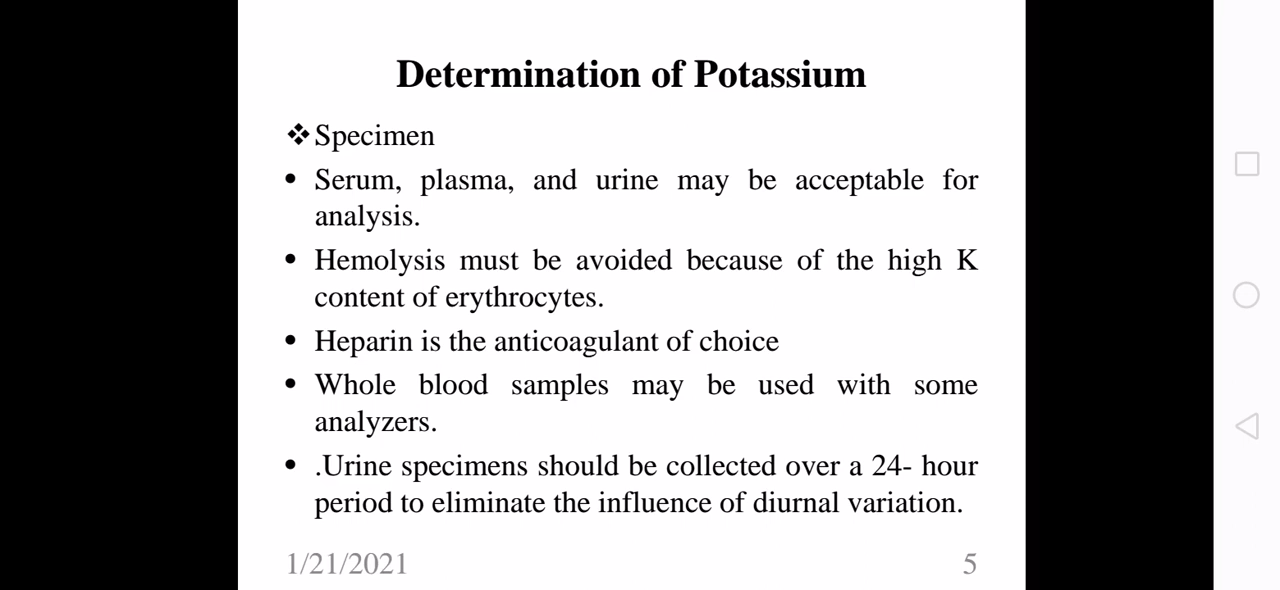 Determination of Potassium
❖Specimen
• Serum, plasma, and urine may be acceptable for
analysis.
• Hemolysis must be avoided because of the high K
content of erythrocytes.
• Heparin is the anticoagulant of choice
• Whole blood samples may be used with some
analyzers.
• .Urine specimens should be collected over a 24- hour
period to eliminate the influence of diurnal variation.
1/21/2021 5